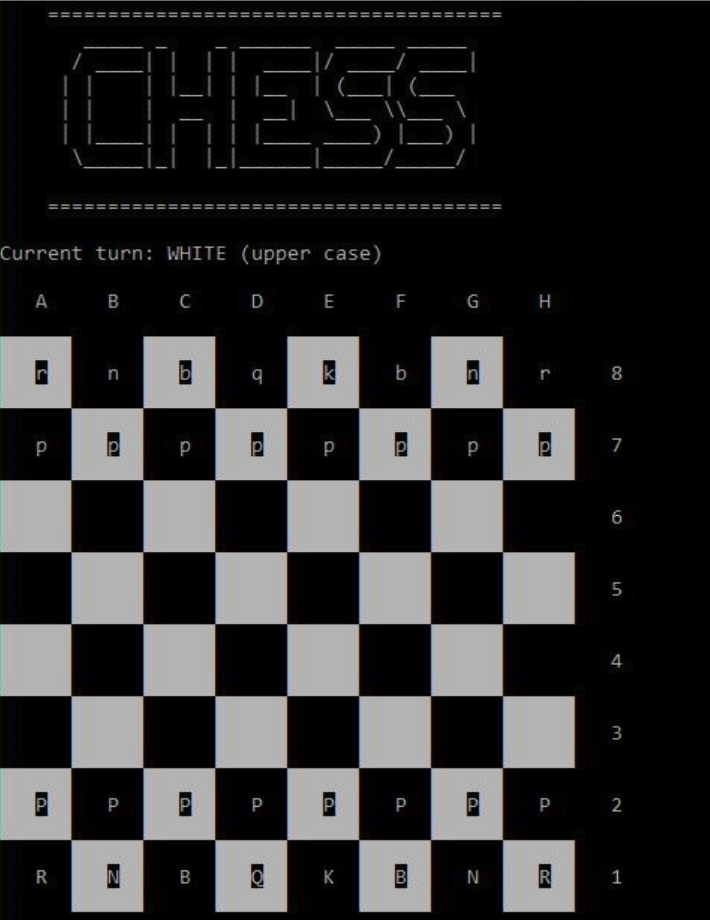 ======================================
CHESS
======================================
Current turn: WHITE (upper case)
A B C D E F G H
r n b q k b n r 8
p p p p p p p p 7
6
5
4
3
P P P P P P P P 2
R N B Q K B N R 1